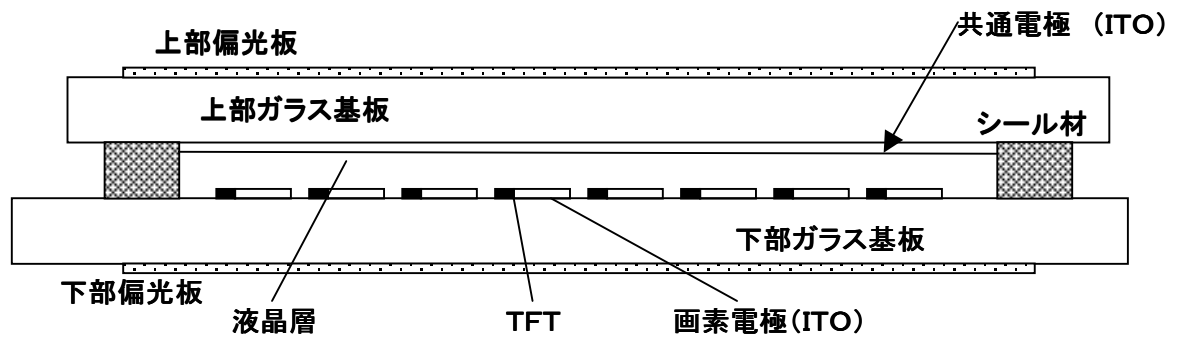 共通電極 （ITO）
上部偏光板
上部ガラス基板
シール材
下部ガラス基板
下部偏光板
液晶層
TFT
画素電極（ITO）